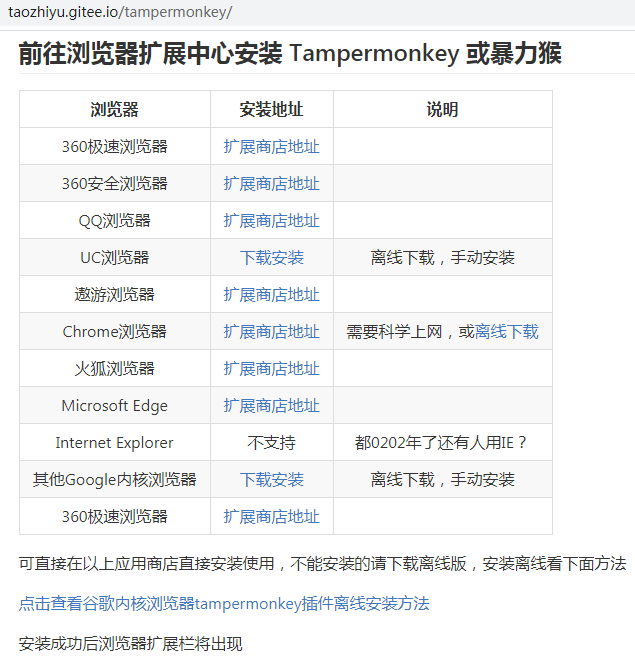 taozhiyu.gitee.io/tampermonkey/
前往浏览器扩展中心安装 Tampermonkey 或暴力猴
浏览器 安装地址 说明
360极速浏览器 扩展商店地址
360安全浏览器 扩展商店地址
QQ浏览器 扩展商店地址
UC浏览器 下载安装 离线下载，手动安装
遨游浏览器 扩展商店地址
Chrome浏览器 扩展商店地址 需要科学上网，或离线下载
火狐浏览器 扩展商店地址
Microsoft Edge 扩展商店地址
Internet Explorer 不支持 都0202年了还有人用IE？
其他Google内核浏览器 下载安装 离线下载，手动安装
360极速浏览器 扩展商店地址
可直接在以上应用商店直接安装使用，不能安装的请下载离线版，安装离线看下面方法
点击查看谷歌内核浏览器tampermonkey插件离线安装方法
安装成功后浏览器扩展栏将出现